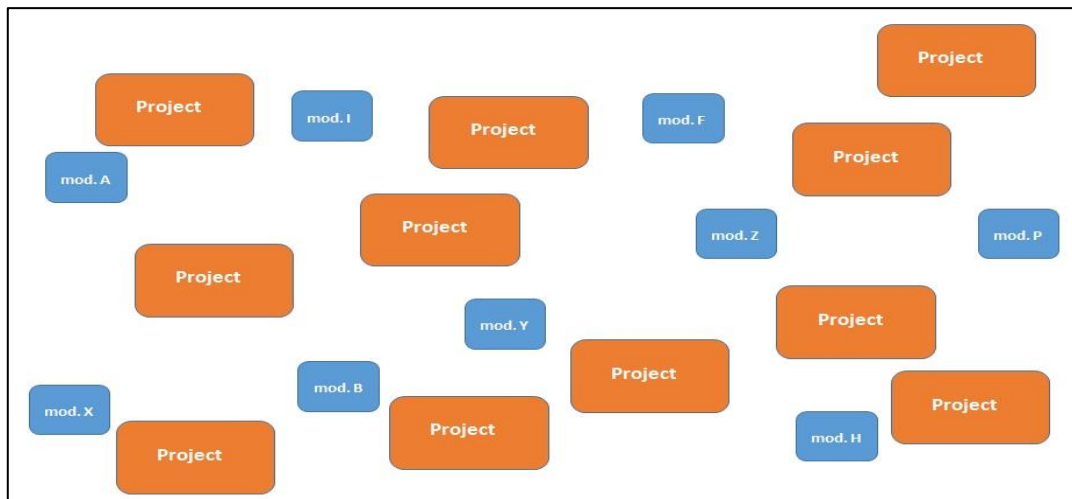 Project
Project
mod. I
mod. F
Project
Project
mod. A
Project
mod. Z
mod. P
Project
Project
mod. Y
Project
mod. B
Project
mod. X
Project
mod. H
Project